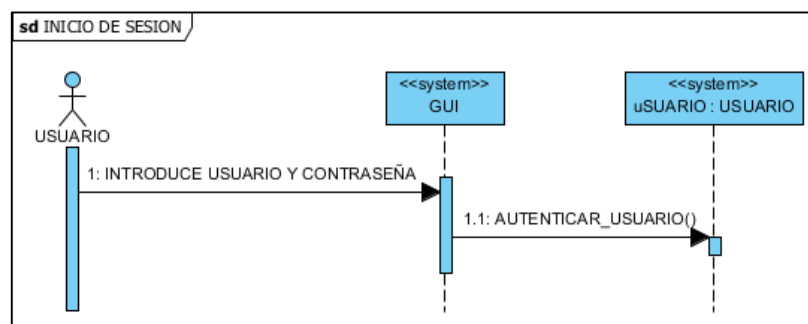 sd INICIO DE SESION
<<system>>
GUI
<<system>>
uSUARIO : USUARIO
USUARIO
1: INTRODUCE USUARIO Y CONTRASEÑA
1.1: AUTENTICAR_USUARIO()